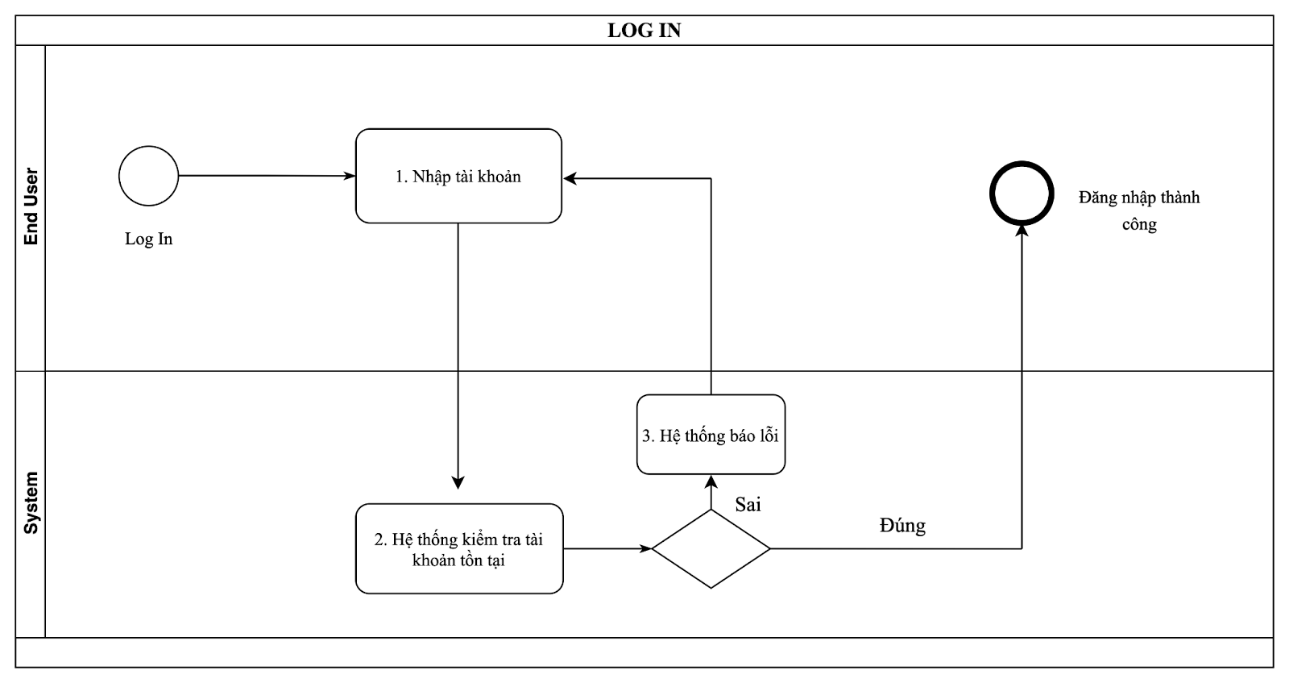 LOG IN
End User
Log In
1. Nhập tài khoản
Đăng nhập thành
công
System
2. Hệ thống kiểm tra tài
khoản tồn tại
3. Hệ thống báo lỗi
Sai
Đúng